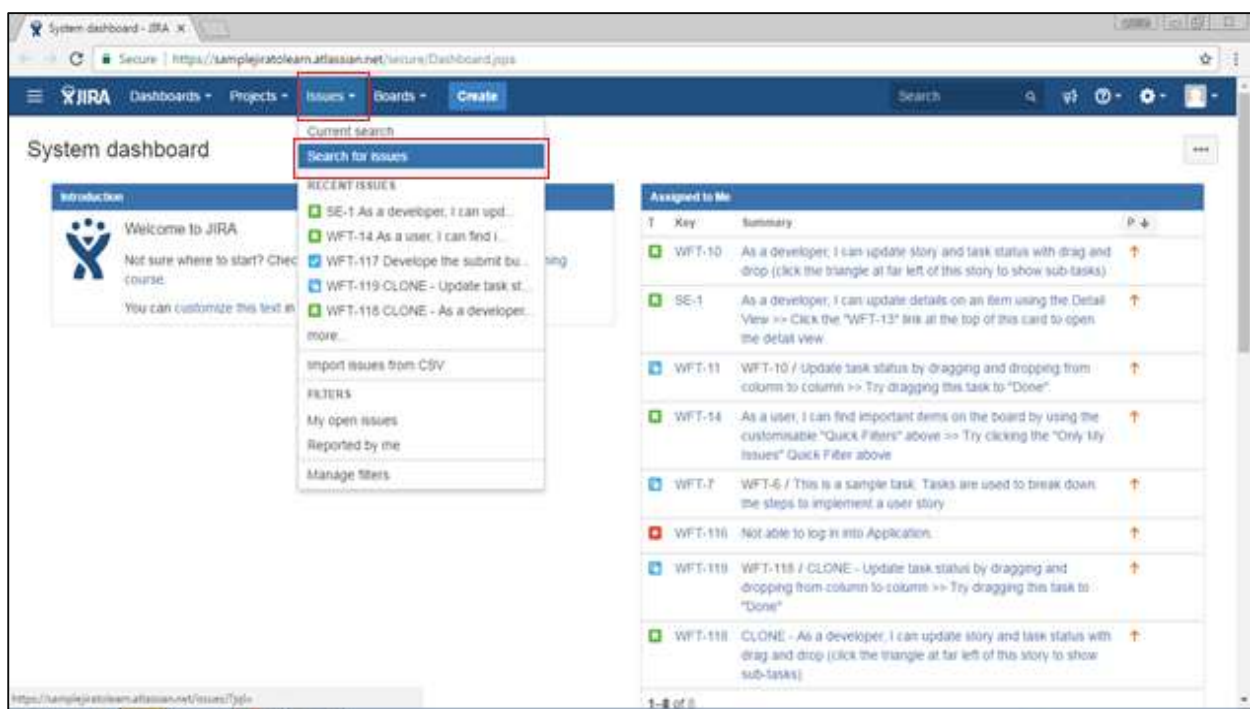 System dashboard - JIRA
Secure | https://samplejiratolearn.atlassian.net/secure/Dashboard.jspa
JIRA Dashboards Projects Issues Boards Create Search
System dashboard
Current search
Search for issues
RECENT ISSUES
SE-1 As a developer, I can upd...
WFT-14 As a user, I can find i...
WFT-117 Develope the submit bu...
WFT-119 CLONE - Update task st...
WFT-118 CLONE - As a developer...
more...
Import issues from CSV
FILTERS
My open issues
Reported by me
Manage filters
Introduction
Welcome to JIRA
Not sure where to start? Chec
course.
You can customize this text in
Assigned to Me
T Key Summary P
WFT-10 As a developer, I can update story and task status with drag and
drop (click the triangle at far left of this story to show sub-tasks)
SE-1 As a developer, I can update details on an item using the Detail
View >> Click the "WFT-13" link at the top of this card to open
the detail view
WFT-11 WFT-10 / Update task status by dragging and dropping from
column to column >> Try dragging this task to "Done"
WFT-14 As a user, I can find important items on the board by using the
customisable "Quick Filters" above >> Try clicking the "Only My
Issues" Quick Filter above
WFT-7 WFT-6 / This is a sample task. Tasks are used to break down
the steps to implement a user story
WFT-116 Not able to log in into Application.
WFT-119 WFT-118 / CLONE - Update task status by dragging and
dropping from column to column >> Try dragging this task to
"Done"
WFT-118 CLONE - As a developer, I can update story and task status with
drag and drop (click the triangle at far left of this story to show
sub-tasks)
1–8 of 8
https://samplejiratolearn.atlassian.net/issues/?jql=